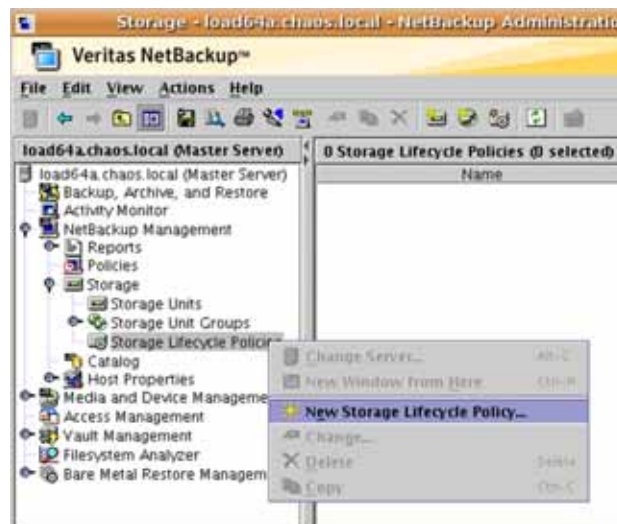 Storage - load64a.chaos.local - NetBackup Administratio
Veritas NetBackup™
File Edit View Actions Help
load64a.chaos.local (Master Server)
0 Storage Lifecycle Policies (0 selected)
Name
load64a.chaos.local (Master Server)
Backup, Archive, and Restore
Activity Monitor
NetBackup Management
Reports
Policies
Storage
Storage Units
Storage Unit Groups
Storage Lifecycle Policies
Catalog
Host Properties
Media and Device Manageme
Access Management
Vault Management
Filesystem Analyzer
Bare Metal Restore Managem
Change Server...
New Window from Here
New Storage Lifecycle Policy...
Change...
Delete Delete
Copy Ctrl-C